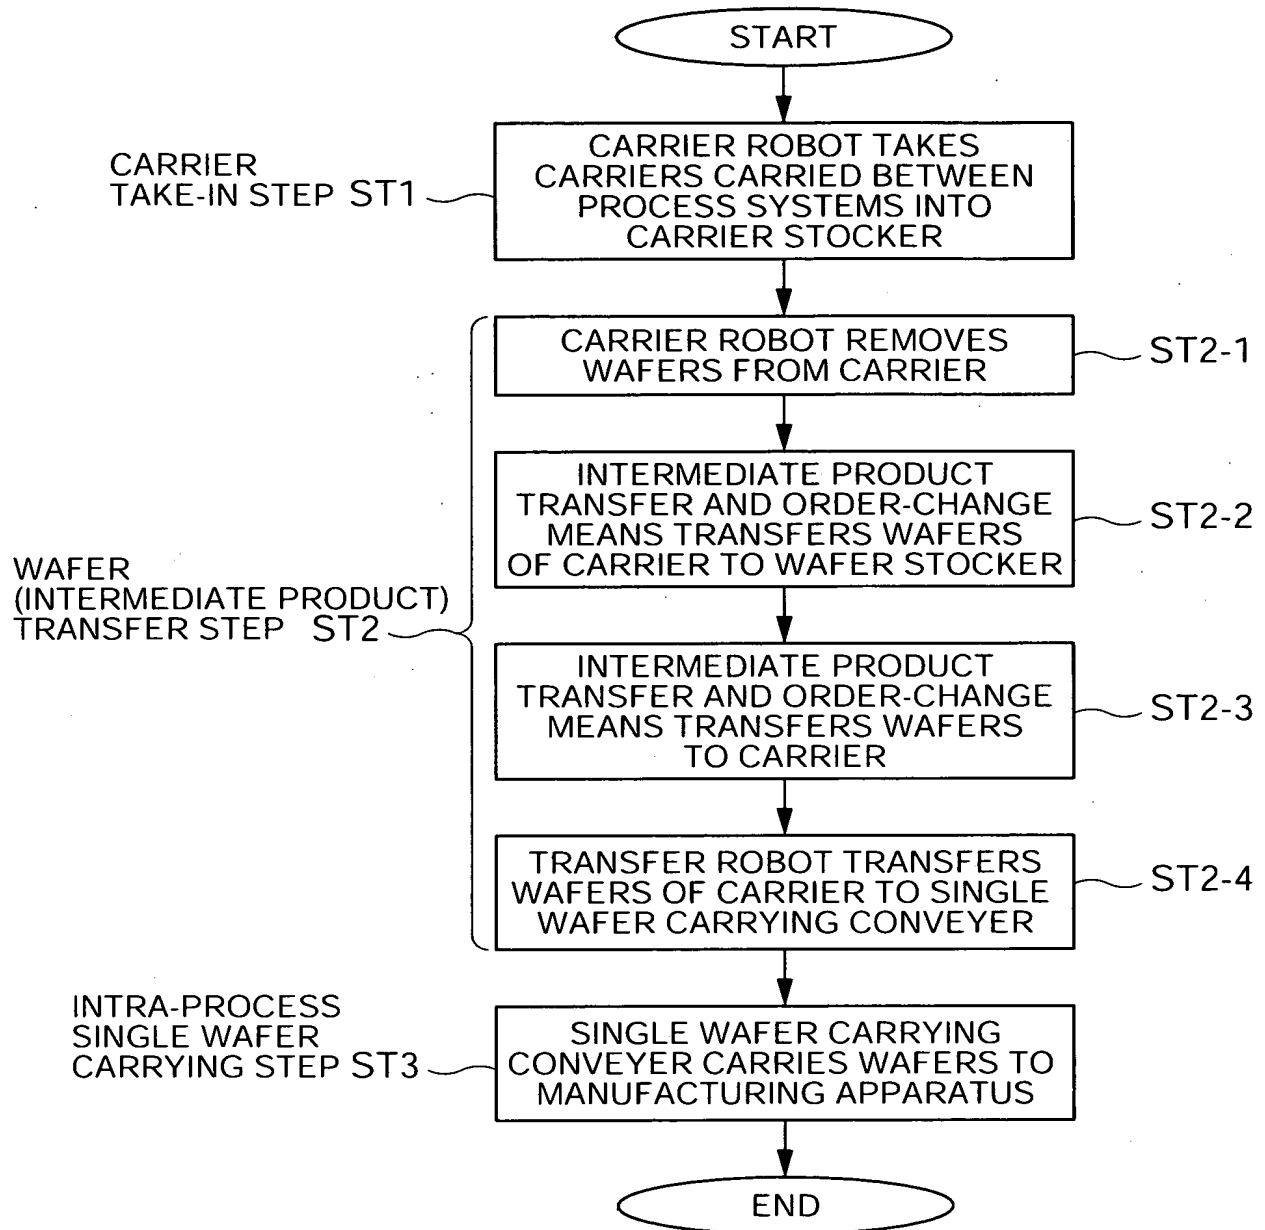 START
CARRIER ROBOT TAKES
CARRIERS CARRIED BETWEEN
PROCESS SYSTEMS INTO
CARRIER STOCKER
CARRIER
TAKE-IN STEP ST1
CARRIER ROBOT REMOVES
WAFERS FROM CARRIER
ST2-1
INTERMEDIATE PRODUCT
TRANSFER AND ORDER-CHANGE
MEANS TRANSFERS WAFERS
OF CARRIER TO WAFER STOCKER
ST2-2
WAFER
(INTERMEDIATE PRODUCT)
TRANSFER STEP ST2
INTERMEDIATE PRODUCT
TRANSFER AND ORDER-CHANGE
MEANS TRANSFERS WAFERS
TO CARRIER
ST2-3
TRANSFER ROBOT TRANSFERS
WAFERS OF CARRIER TO SINGLE
WAFER CARRYING CONVEYER
ST2-4
INTRA-PROCESS
SINGLE WAFER
CARRYING STEP ST3
SINGLE WAFER CARRYING
CONVEYER CARRIES WAFERS TO
MANUFACTURING APPARATUS
END